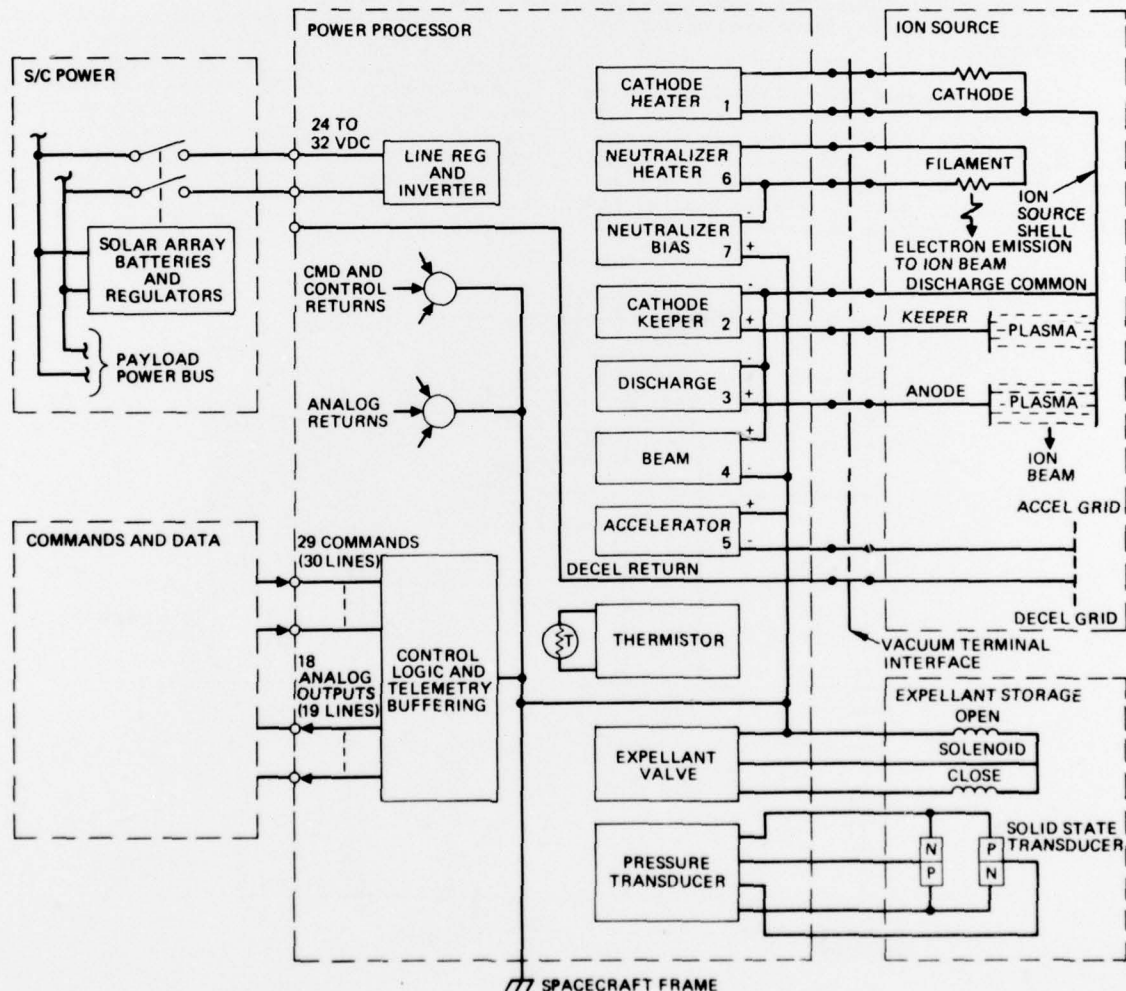 POWER PROCESSOR
ION SOURCE
S/C POWER
24 TO
32 VDC
LINE REG
AND
INVERTER
SOLAR ARRAY
BATTERIES
AND
REGULATORS
PAYLOAD
POWER BUS
CMD AND
CONTROL
RETURNS
ANALOG
RETURNS
CATHODE
HEATER 1
NEUTRALIZER
HEATER
6
NEUTRALIZER
BIAS
7
-
+
CATHODE
KEEPER 2
-
+
DISCHARGE
3
-
+
BEAM
4
+
-
ACCELERATOR
5
+
-
CATHODE
FILAMENT
ION
SOURCE
SHELL
ELECTRON EMISSION
TO ION BEAM
DISCHARGE COMMON
KEEPER
PLASMA
ANODE
PLASMA
ION
BEAM
ACCEL GRID
DECEL RETURN
DECEL GRID
VACUUM TERMINAL
INTERFACE
COMMANDS AND DATA
29 COMMANDS
(30 LINES)
18
ANALOG
OUTPUTS
(19 LINES)
CONTROL
LOGIC AND
TELEMETRY
BUFFERING
T
THERMISTOR
EXPELLANT
VALVE
PRESSURE
TRANSDUCER
EXPELLANT STORAGE
OPEN
SOLENOID
CLOSE
SOLID STATE
TRANSDUCER
N
P
P
N
SPACECRAFT FRAME